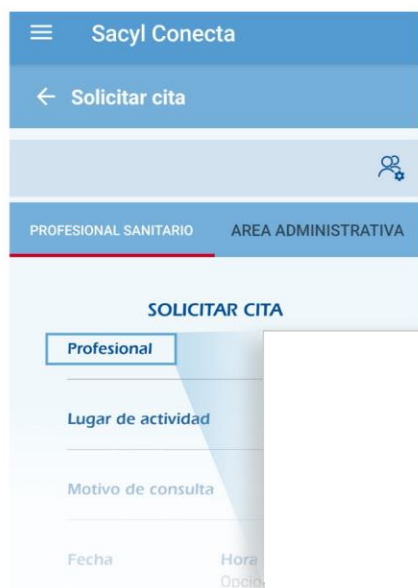 Sacyl Conecta
Solicitar cita
PROFESIONAL SANITARIO AREA ADMINISTRATIVA
SOLICITAR CITA
Profesional
Lugar de actividad
Motivo de consulta
Fecha Hora